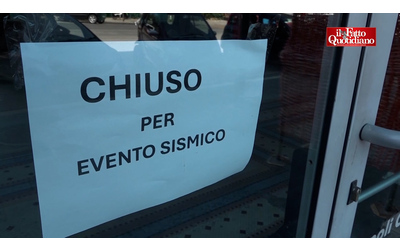 il Fatto
Quotidiano
CHIUSO
PER
EVENTO SISMICO